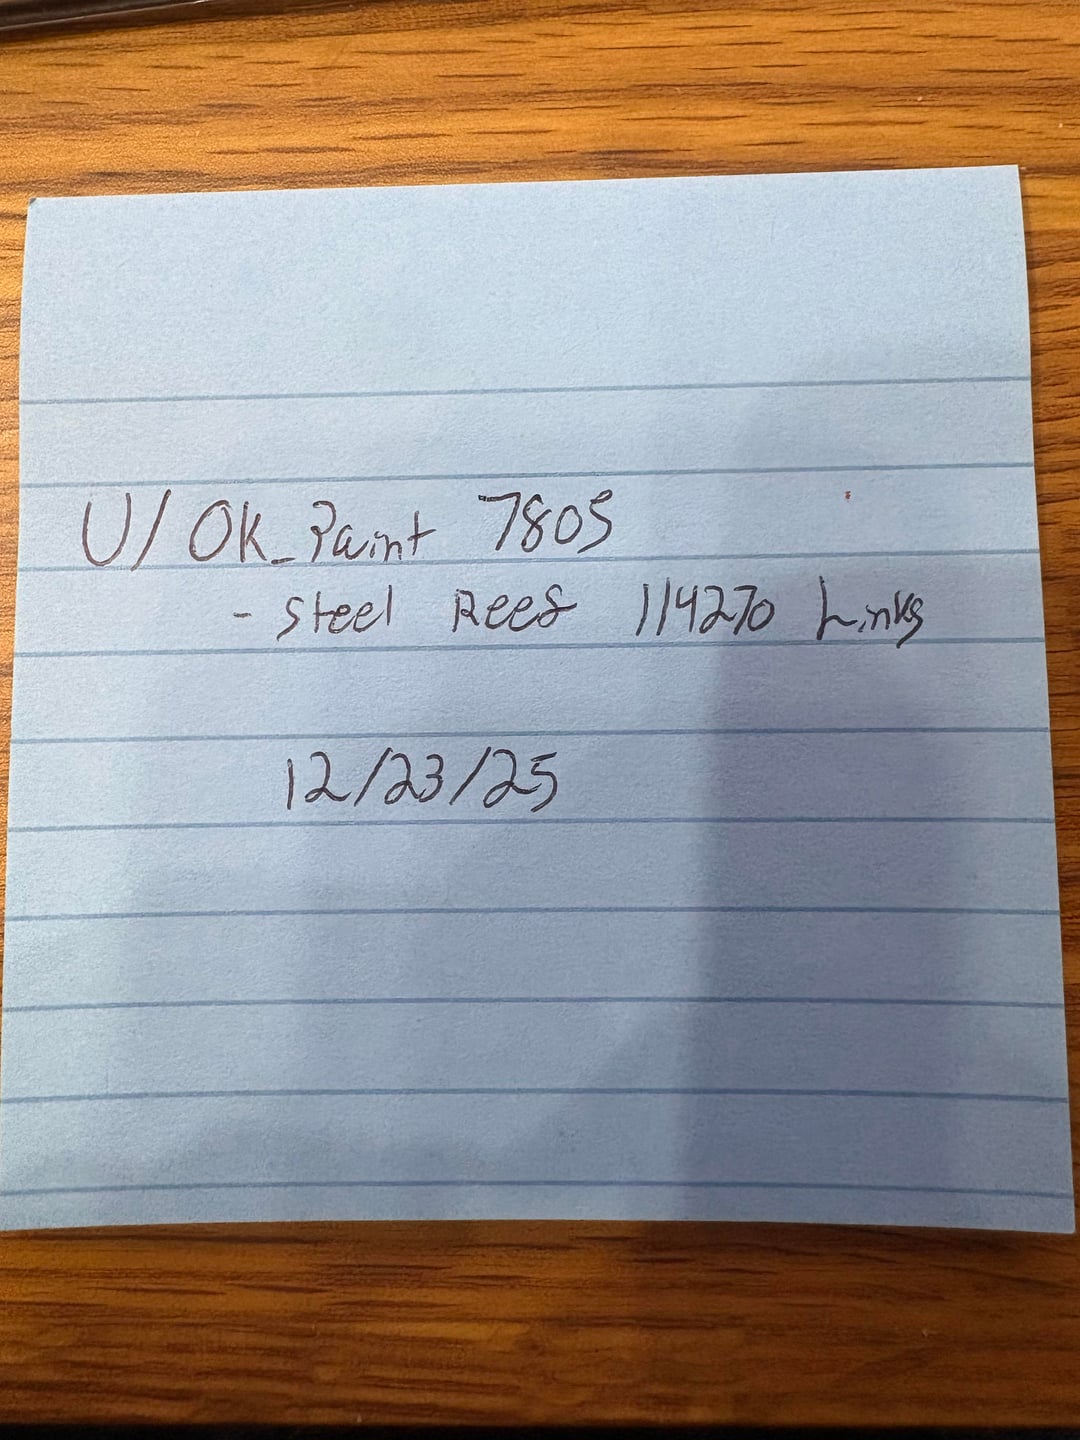 U/ OK_Paint 7805
- Steel Reef 114270 Links
12/23/25